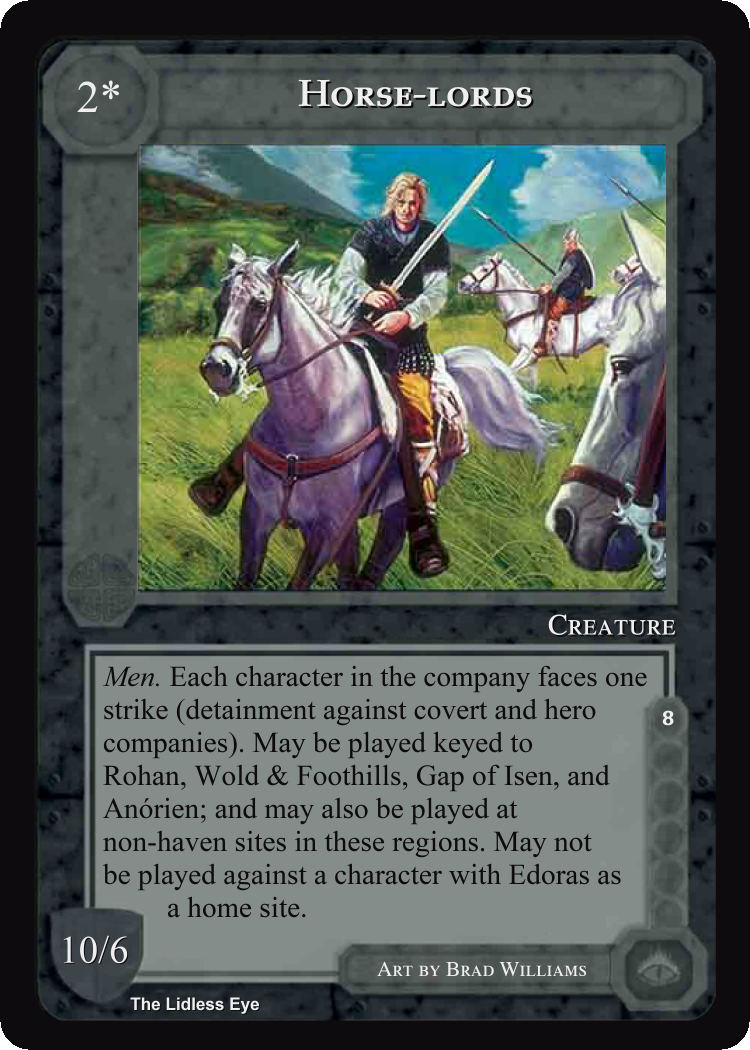 2*
Horse-lords
Creature
Men. Each character in the company faces one
strike (detainment against covert and hero
companies). May be played keyed to
Rohan, Wold & Foothills, Gap of Isen, and
Anórien; and may also be played at
non-haven sites in these regions. May not
be played against a character with Edoras as
a home site.
8
10/6
Art by Brad Williams
The Lidless Eye